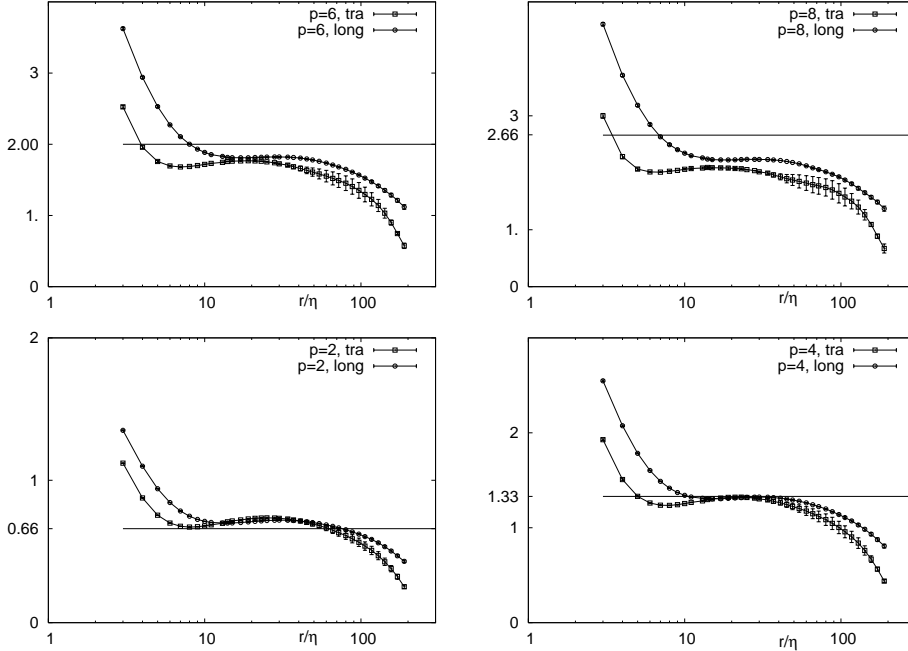 p=6, tra
p=6, long
3
2.00
1.
0
1
10
100
r/η
p=8, tra
p=8, long
3
2.66
1.
0
1
10
100
r/η
p=2, tra
p=2, long
2
1
0.66
0
1
10
100
r/η
p=4, tra
p=4, long
2
1.33
1
0
1
10
100
r/η